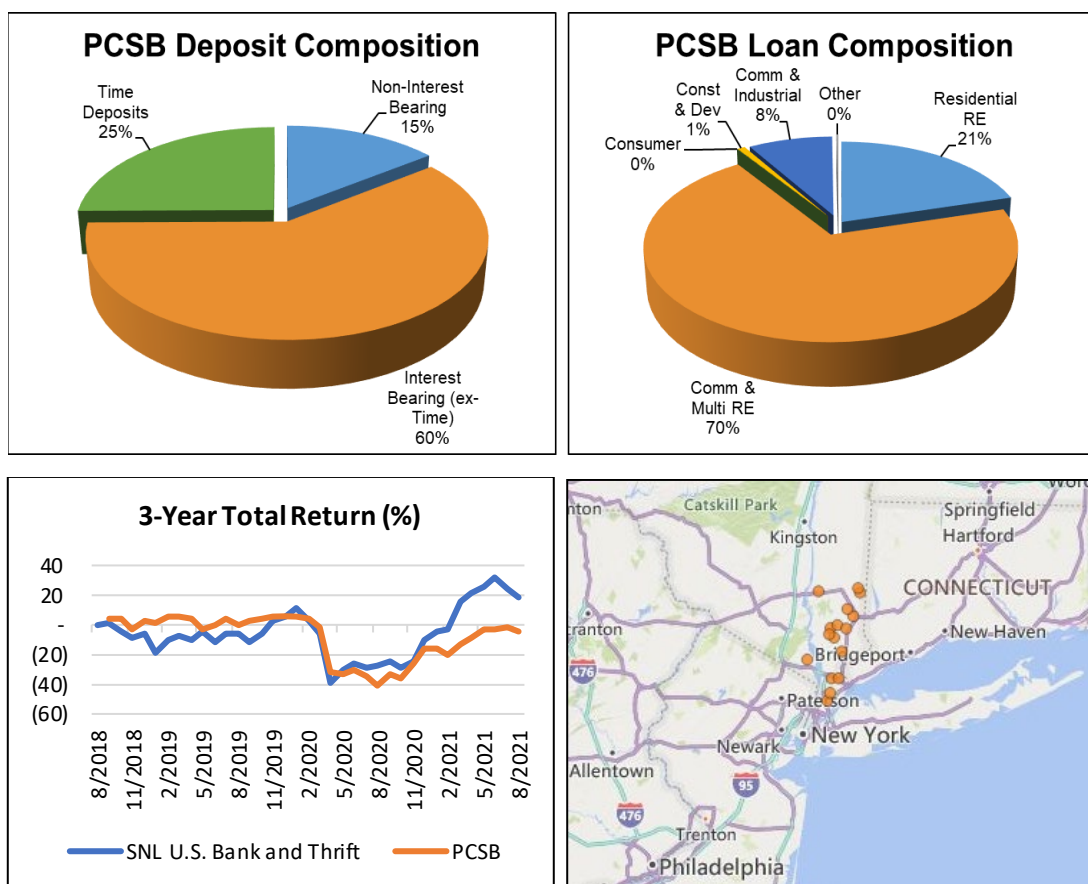 PCSB Deposit Composition
Time
Deposits
25%
Non-Interest
Bearing
15%
Interest
Bearing (ex-
Time)
60%
PCSB Loan Composition
Consumer
0%
Const
& Dev
1%
Comm &
Industrial
8%
Other
0%
Residential
RE
21%
Comm &
Multi RE
70%
3-Year Total Return (%)
40
20
-
(20)
(40)
(60)
8/2018
11/2018
2/2019
5/2019
8/2019
11/2019
2/2020
5/2020
8/2020
11/2020
2/2021
5/2021
8/2021
SNL U.S. Bank and Thrift
PCSB
Catskill Park
Springfield
Kingston
Hartford
CONNECTICUT
New Haven
Bridgeport
476
Paterson
New York
Newark
Allentown
95
476
Trenton
Philadelphia